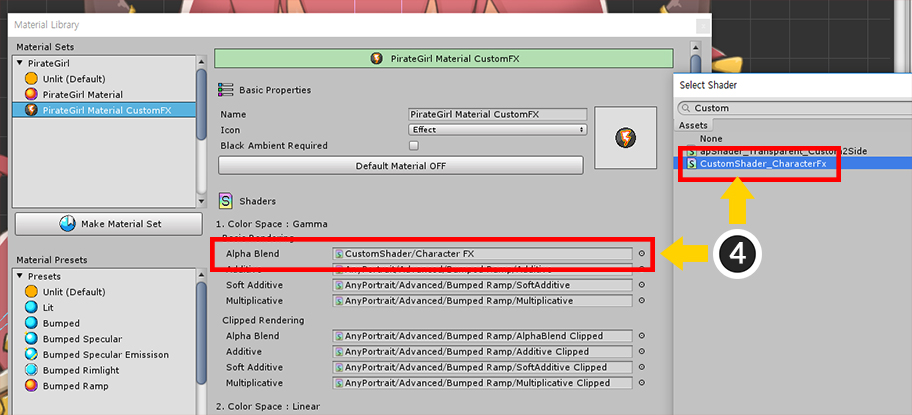 Material Library
Material Sets
PirateGirl
Unlit (Default)
PirateGirl Material
PirateGirl Material CustomFX
Make Material Set
Material Presets
Presets
Unlit (Default)
Lit
Bumped
Bumped Specular
Bumped Specular Emissison
Bumped Rimlight
Bumped Ramp
PirateGirl Material CustomFX
Basic Properties
Name PirateGirl Material CustomFX
Icon Effect
Black Ambient Required
Default Material OFF
Shaders
1. Color Space : Gamma
Basic Rendering
Alpha Blend CustomShader/Character FX
Additive AnyPortrait/Advanced/Bumped Ramp/Additive
Soft Additive AnyPortrait/Advanced/Bumped Ramp/SoftAdditive
Multiplicative AnyPortrait/Advanced/Bumped Ramp/Multiplicative
Clipped Rendering
Alpha Blend AnyPortrait/Advanced/Bumped Ramp/AlphaBlend Clipped
Additive AnyPortrait/Advanced/Bumped Ramp/Additive Clipped
Soft Additive AnyPortrait/Advanced/Bumped Ramp/SoftAdditive Clipped
Multiplicative AnyPortrait/Advanced/Bumped Ramp/Multiplicative Clipped
2. Color Space : Linear
Select Shader
Custom
Assets
None
apShader_Transparent_Custom2Side
CustomShader_CharacterFx
4